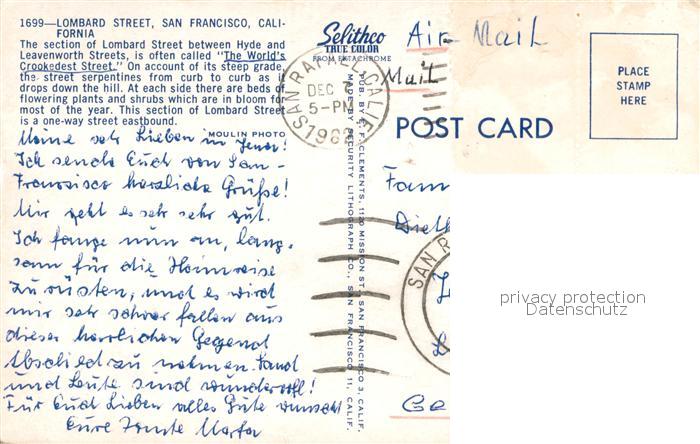 1699—LOMBARD STREET, SAN FRANCISCO, CALI-
FORNIA
The section of Lombard Street between Hyde and
Leavenworth Streets, is often called "The World's
Crookedest Street." On account of its steep grade
the street serpentines from curb to curb as it
drops down the hill. At each side there are beds of
flowering plants and shrubs which are in bloom for
most of the year. This section of Lombard Street
is a one-way street eastbound.
MOULIN PHOTO
Meine sehr Lieben in Jena!
Ich sende Euch von San-
Franzisco herzliche Grüße!
Mir geht es sehr sehr gut.
Ich fange nun an, lang-
sam für die Heimreise
zu rüsten, und es wird
mir sehr schwer fallen aus
dieser herrlichen Gegend
Abschied zu nehmen. Land
und Leute sind wundervoll!
Für Euch Lieben alles Gute wünscht
Eure Tante Marta
Selithco
TRUE COLOR
FROM EKTACHROME
SAN RAFAEL, CALIF.
DEC
5-PM
PUB. BY E. F. CLEMENTS, 1120 MISSION ST., SAN FRANCISCO 3, CALIF.
MADE BY SECURITY LITHOGRAPH CO., SAN FRANCISCO 11, CALIF.
Air Mail
Mail
POST CARD
PLACE
STAMP
HERE
Fam
Dieth
SAN R
Ge
privacy protection
Datenschutz